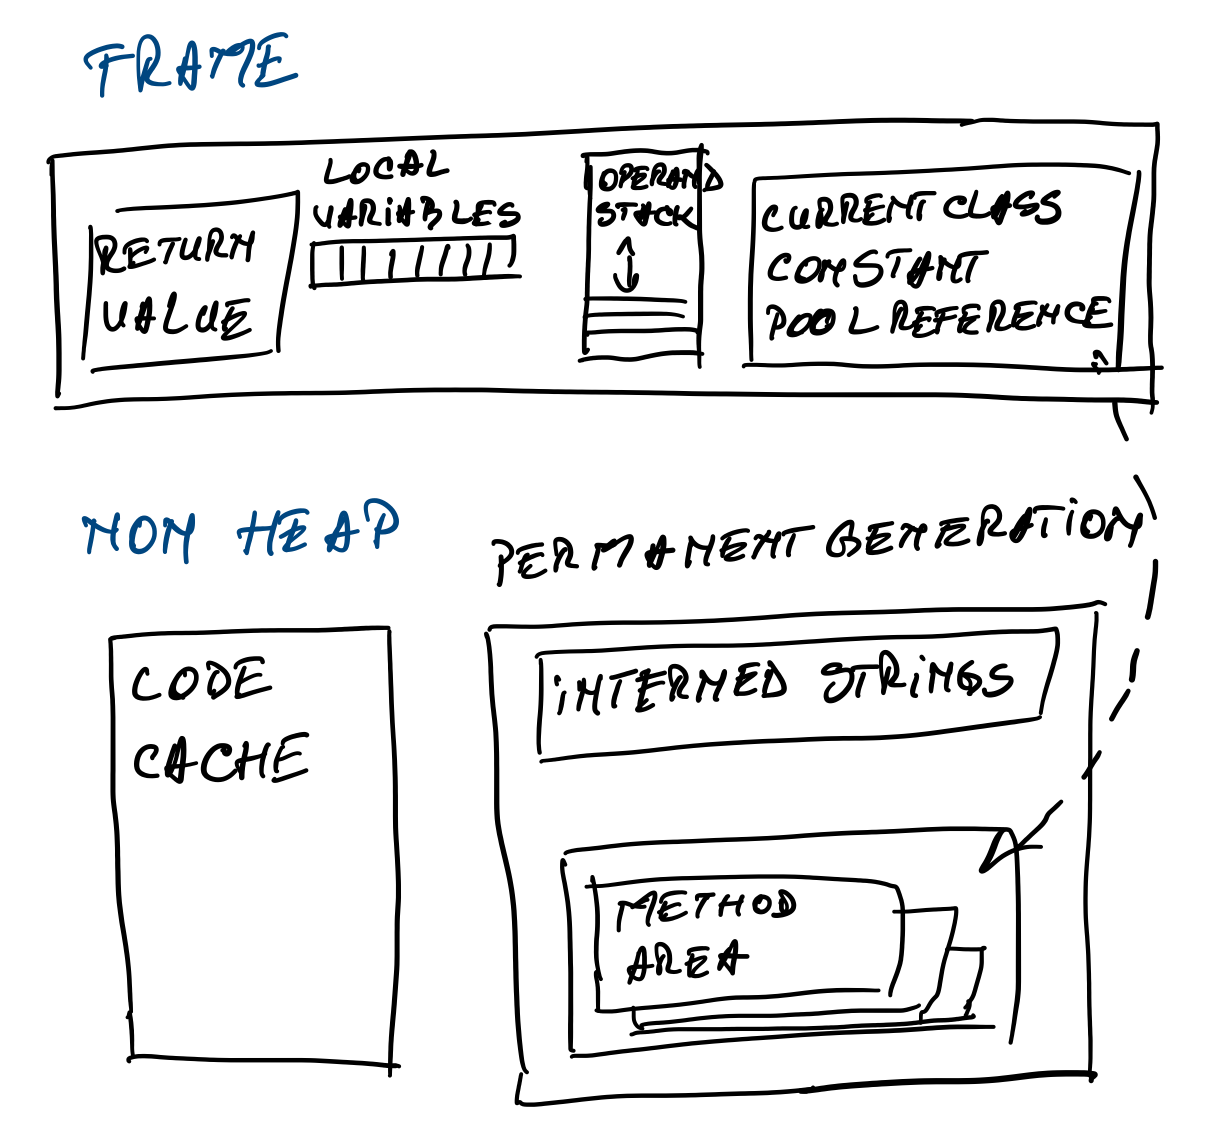 FRAME
RETURN
VALUE
LOCAL
VARIABLES
OPERAND
STACK
CURRENT CLASS
CONSTANT
POOL REFERENCE
NON HEAP
CODE
CACHE
PERMANENT GENERATION
INTERNED STRINGS
METHOD
AREA